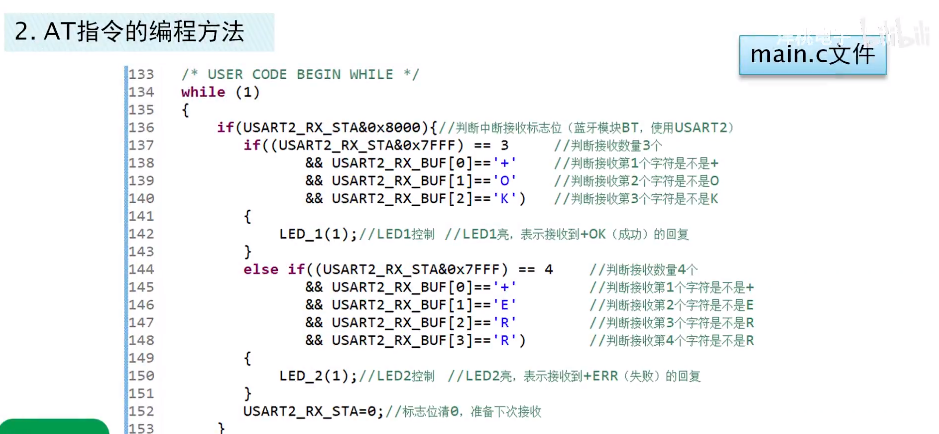 2. AT指令的编程方法
bilibili
main.c文件
133 /* USER CODE BEGIN WHILE */
134 while (1)
135 {
136 if(USART2_RX_STA&0x8000){//判断中断接收标志位（蓝牙模块BT，使用USART2）
137 if((USART2_RX_STA&0x7FFF) == 3 //判断接收数量3个
138 && USART2_RX_BUF[0]=='+' //判断接收第1个字符是不是+
139 && USART2_RX_BUF[1]=='O' //判断接收第2个字符是不是O
140 && USART2_RX_BUF[2]=='K') //判断接收第3个字符是不是K
141 {
142 LED_1(1);//LED1控制 //LED1亮，表示接收到+OK（成功）的回复
143 }
144 else if((USART2_RX_STA&0x7FFF) == 4 //判断接收数量4个
145 && USART2_RX_BUF[0]=='+' //判断接收第1个字符是不是+
146 && USART2_RX_BUF[1]=='E' //判断接收第2个字符是不是E
147 && USART2_RX_BUF[2]=='R' //判断接收第3个字符是不是R
148 && USART2_RX_BUF[3]=='R') //判断接收第4个字符是不是R
149 {
150 LED_2(1);//LED2控制 //LED2亮，表示接收到+ERR（失败）的回复
151 }
152 USART2_RX_STA=0;//标志位清0，准备下次接收
153 }